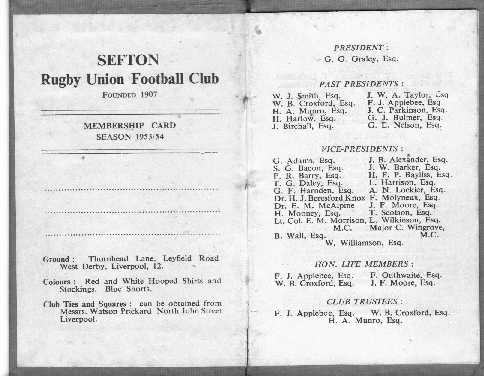 SEFTON
Rugby Union Football Club
FOUNDED 1907
MEMBERSHIP CARD
SEASON 1953/54
Ground : Thornhead Lane, Leyfield Road
West Derby, Liverpool, 12.
Colours : Red and White Hooped Shirts and
Stockings. Blue Shorts.
Club Ties and Squares : can be obtained from
Messrs. Watson Prickard North John Street
Liverpool.
PRESIDENT :
G. G. Graley, Esq.
PAST PRESIDENTS :
W. J. Smith, Esq. J. W. A. Taylor, Esq
W. B. Croxford, Esq. F. J. Applebee, Esq.
H. A. Munro, Esq. J. C. Parkinson, Esq.
H. Harlow, Esq. G. J. Bulmer, Esq.
J. Birchall, Esq. G. E. Nelson, Esq.
VICE-PRESIDENTS :
G. Adams, Esq. J. B. Alexander, Esq.
S. G. Bacon, Esq. J. W. Barker, Esq.
F. R. Barry, Esq. H. F. P. Bayliss, Esq.
T. G. Daley, Esq. L. Harrison, Esq.
G. F. Harnden, Esq. A. N. Lockier, Esq.
Dr. H. J. Beresford Knox F. Molyneux, Esq.
Dr. E. M. McAlpine J. F. Moore, Esq.
H. Mooney, Esq. T. Scotson, Esq.
Lt. Col. E. M. Morrison, L. Wilkieson, Esq.
M.C. Major C. Wingrove,
B. Wall, Esq. M.C.
W. Williamson, Esq.
HON. LIFE MEMBERS :
F. J. Applebee, Esq. P. Outhwaite, Esq.
W. B. Croxford, Esq. J. F. Moore, Esq.
CLUB TRUSTEES :
F. J. Applebee, Esq. W. B. Croxford, Esq.
H. A. Munro, Esq.